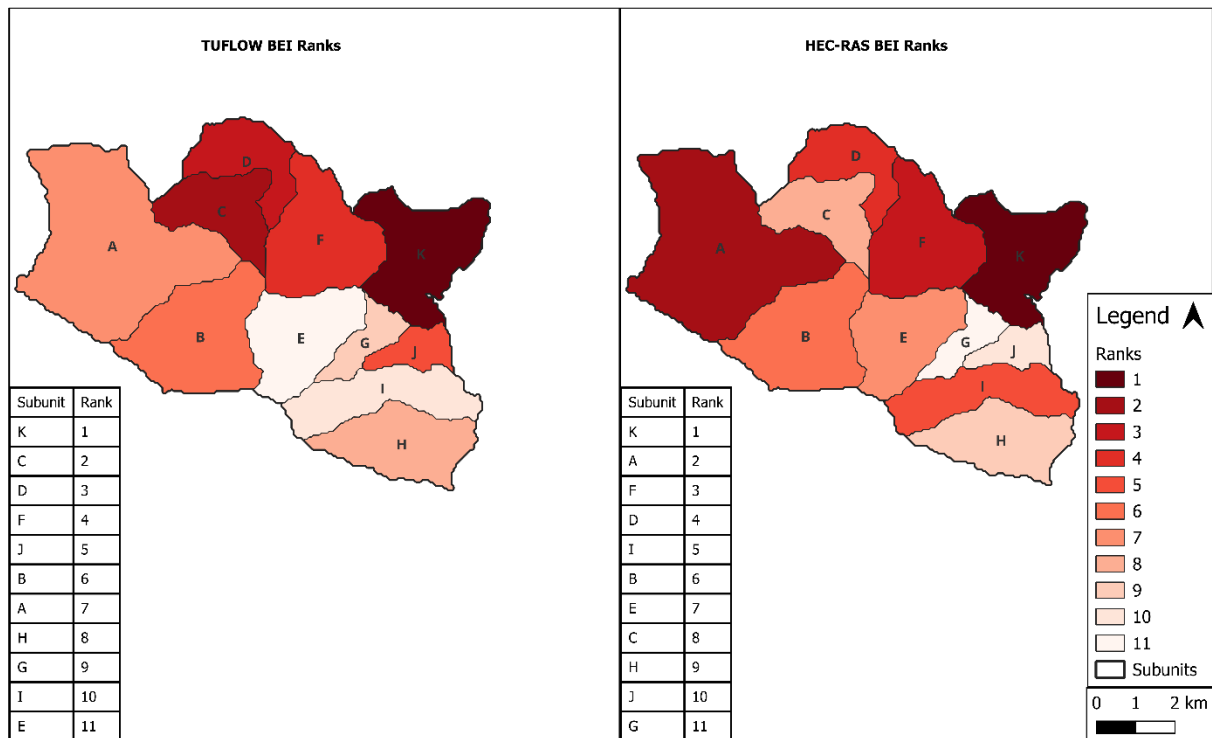 TUFLOW BEI Ranks
D
C
A
F
K
B
E
G
J
I
H
Subunit Rank
K 1
C 2
D 3
F 4
J 5
B 6
A 7
H 8
G 9
I 10
E 11
HEC-RAS BEI Ranks
D
C
A
F
K
B
E
G
J
I
H
Subunit Rank
K 1
A 2
F 3
D 4
I 5
B 6
E 7
C 8
H 9
J 10
G 11
Legend
Ranks
1
2
3
4
5
6
7
8
9
10
11
Subunits
0 1 2 km